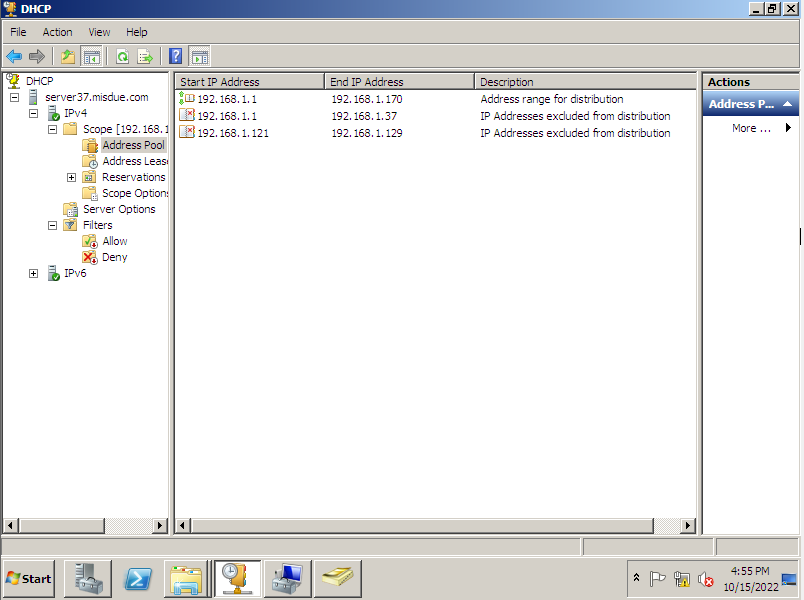 DHCP
File Action View Help
DHCP
server37.misdue.com
IPv4
Scope [192.168.1
Address Pool
Address Leas
Reservations
Scope Options
Server Options
Filters
Allow
Deny
IPv6
Start IP Address End IP Address Description
192.168.1.1 192.168.1.170 Address range for distribution
192.168.1.1 192.168.1.37 IP Addresses excluded from distribution
192.168.1.121 192.168.1.129 IP Addresses excluded from distribution
Actions
Address P...
More ...
Start
4:55 PM
10/15/2022